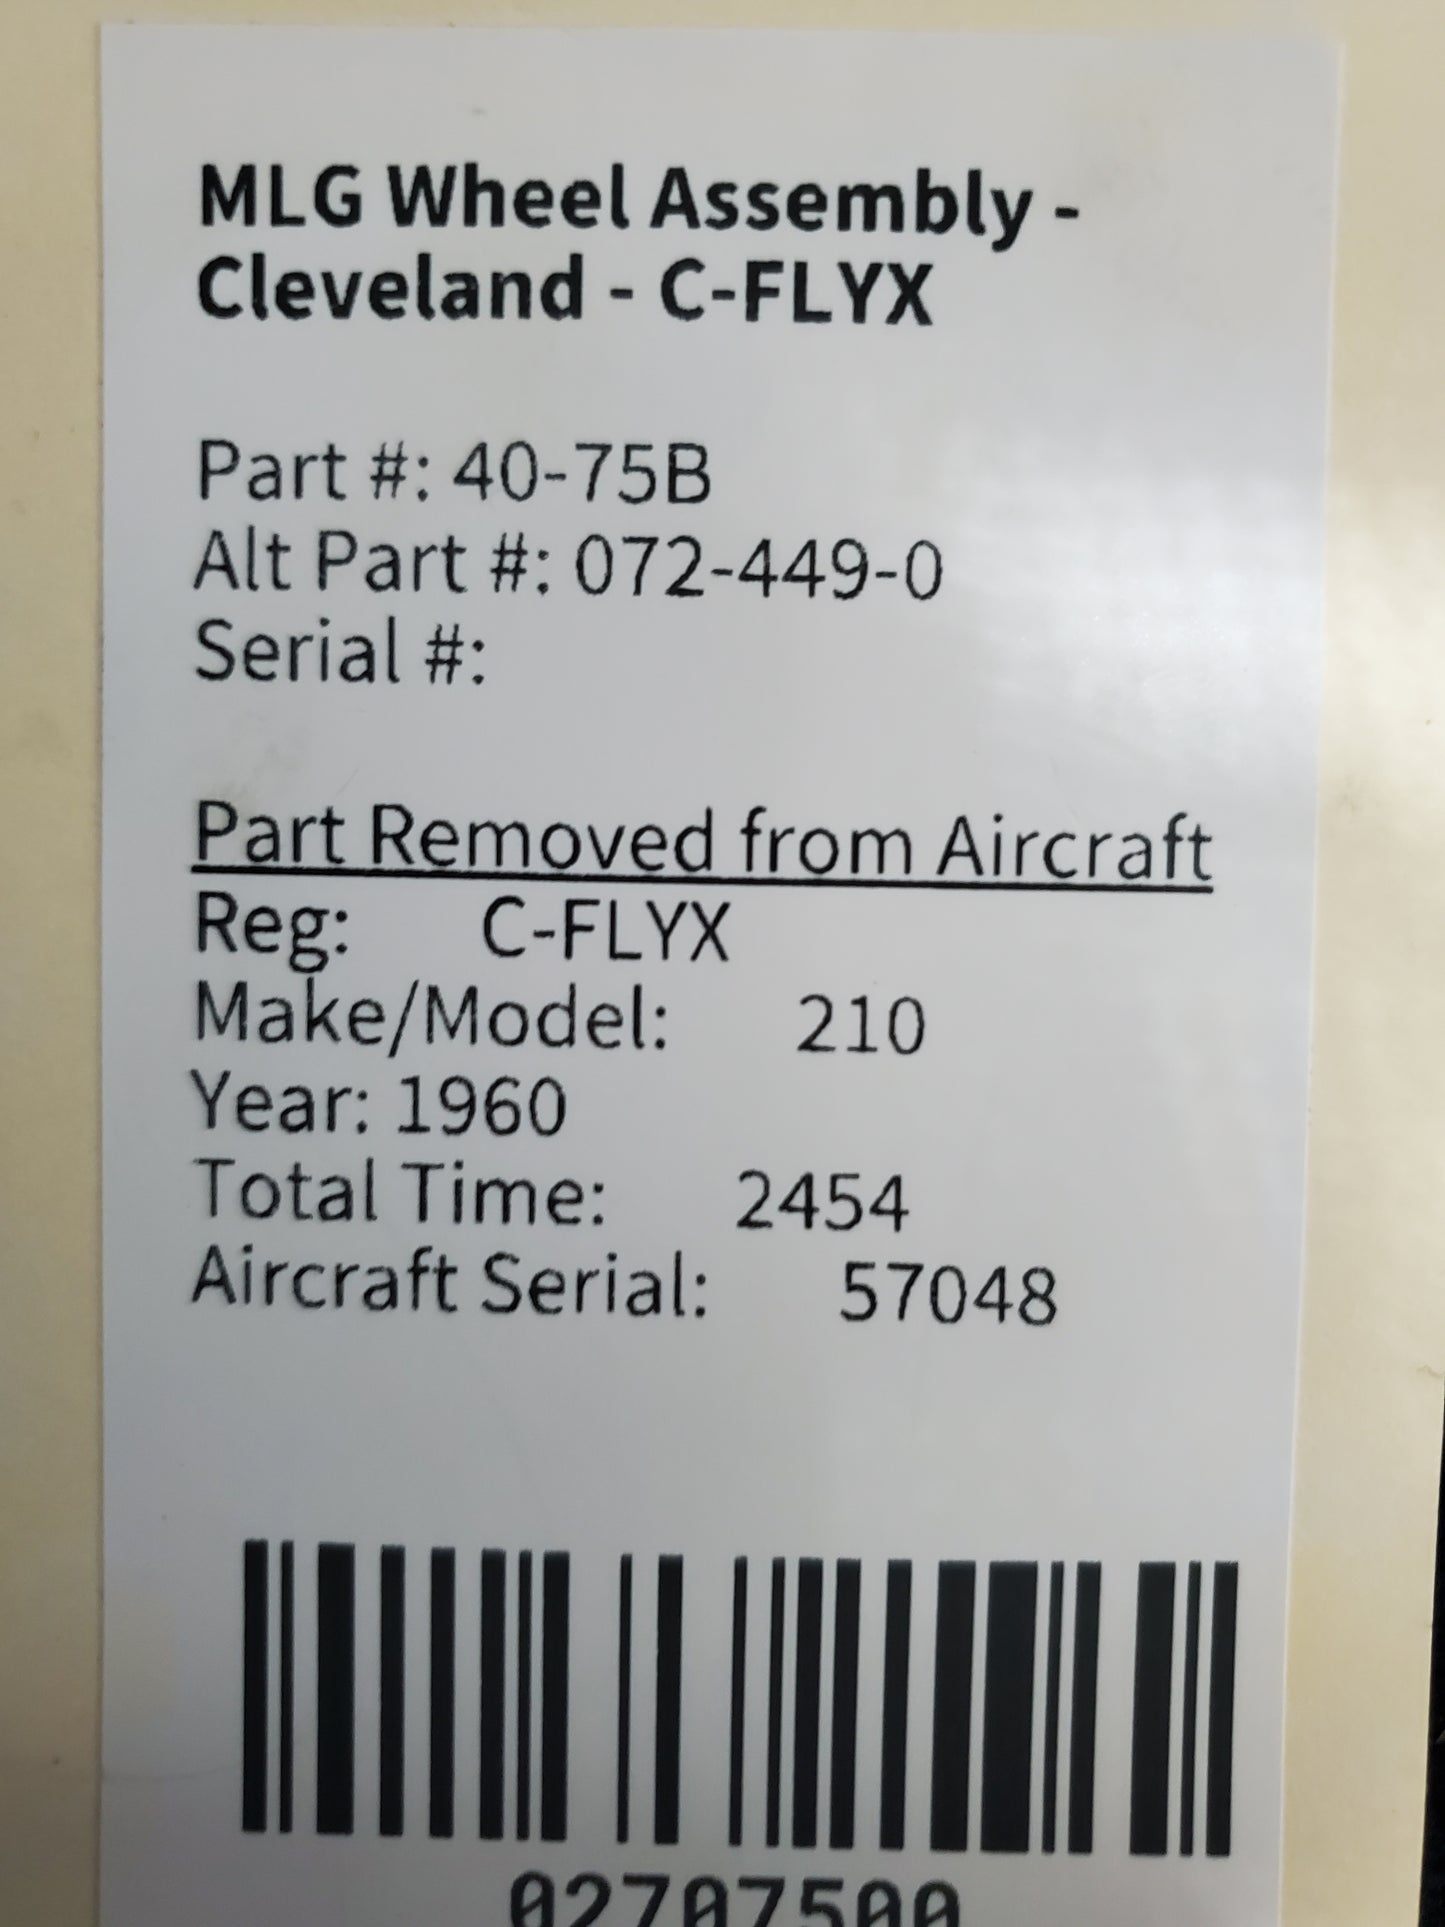 MLG Wheel Assembly -
Cleveland - C-FLYX
Part #: 40-75B
Alt Part #: 072-449-0
Serial #:
Part Removed from Aircraft
Reg: C-FLYX
Make/Model: 210
Year: 1960
Total Time: 2454
Aircraft Serial: 57048
02707500